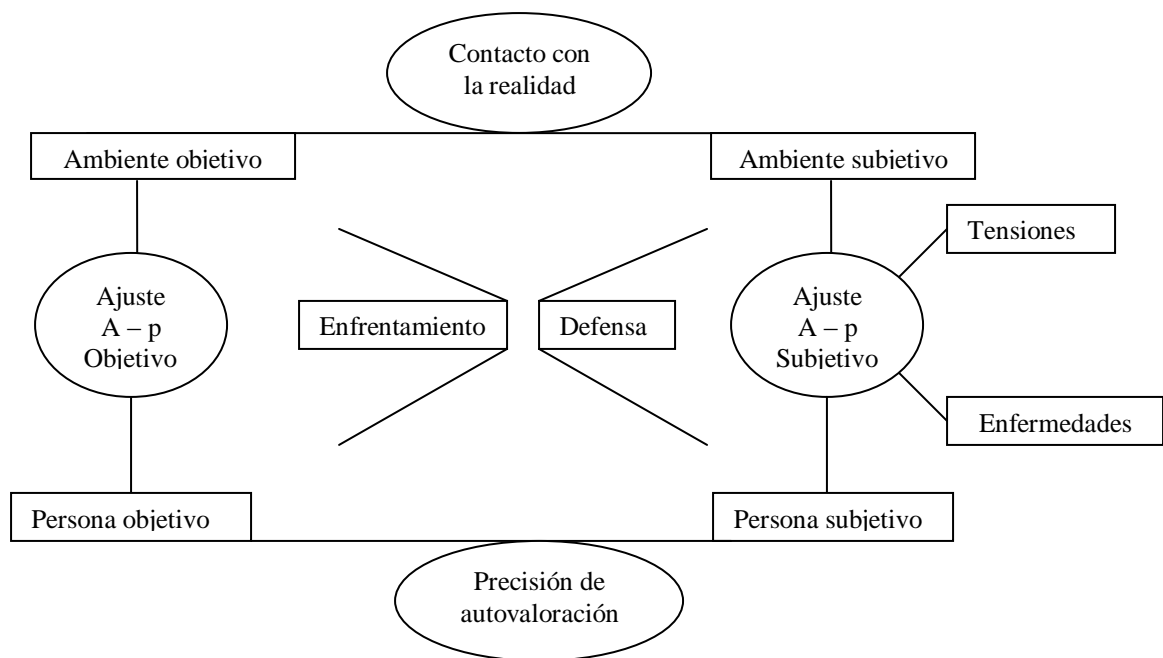 Contacto con
la realidad
Ambiente objetivo
Ambiente subjetivo
Tensiones
Ajuste
A – p
Objetivo
Enfrentamiento
Defensa
Ajuste
A – p
Subjetivo
Enfermedades
Persona objetivo
Persona subjetivo
Precisión de
autovaloración